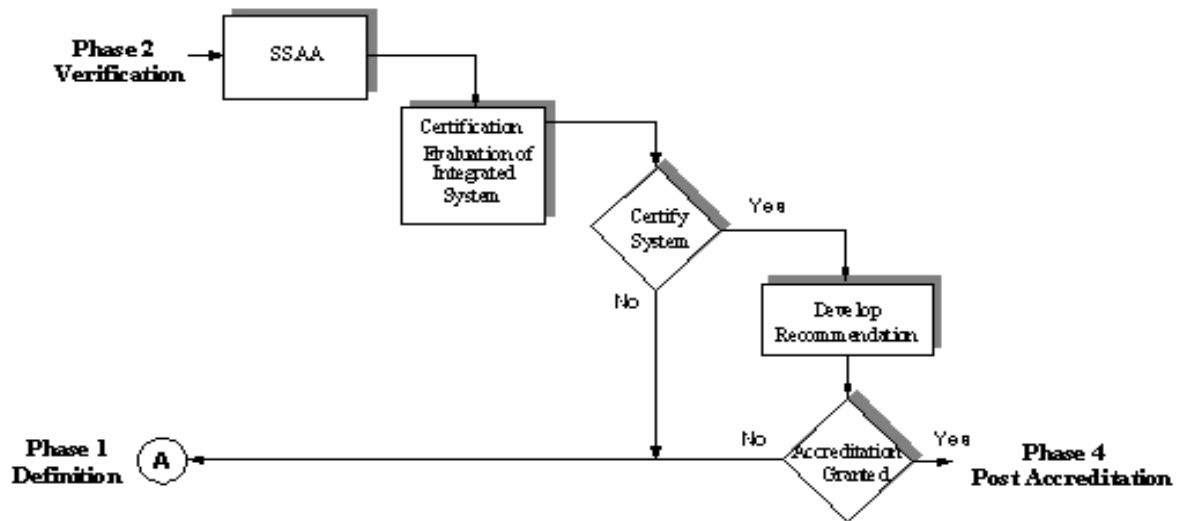 Phase 2
Verification
SSAA
Certification
Evaluation of
Integrated
System
Certify
System
Yes
No
Develop
Recommendation
Phase 1
Definition
A
No
Accreditation
Granted
Yes
Phase 4
Post Accreditation